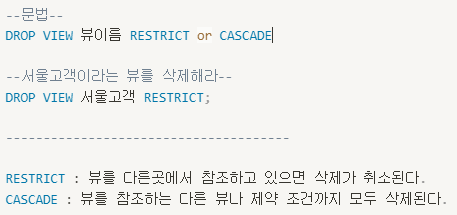 --문법--
DROP VIEW 뷰이름 RESTRICT or CASCADE
--서울고객이라는 뷰를 삭제해라--
DROP VIEW 서울고객 RESTRICT;
--------------------------------------
RESTRICT : 뷰를 다른곳에서 참조하고 있으면 삭제가 취소된다.
CASCADE : 뷰를 참조하는 다른 뷰나 제약 조건까지 모두 삭제된다.